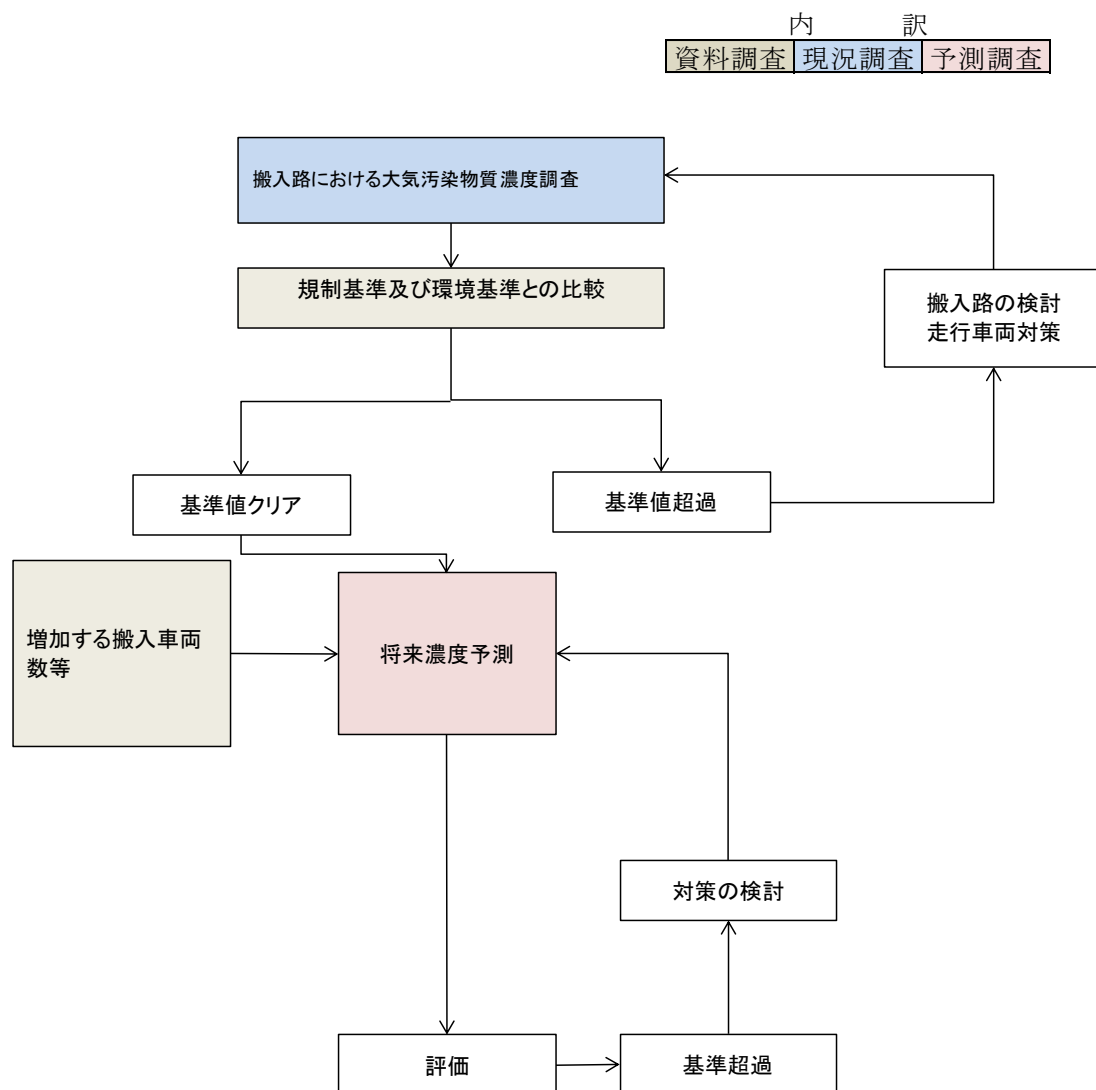 内 訳
資料調査 現況調査 予測調査
搬入路における大気汚染物質濃度調査
規制基準及び環境基準との比較
搬入路の検討
走行車両対策
基準値クリア
基準値超過
増加する搬入車両
数等
将来濃度予測
対策の検討
評価
基準超過